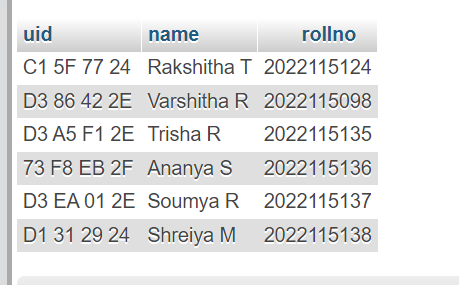 uid name rollno
C1 5F 77 24 Rakshitha T 2022115124
D3 86 42 2E Varshitha R 2022115098
D3 A5 F1 2E Trisha R 2022115135
73 F8 EB 2F Ananya S 2022115136
D3 EA 01 2E Soumya R 2022115137
D1 31 29 24 Shreiya M 2022115138